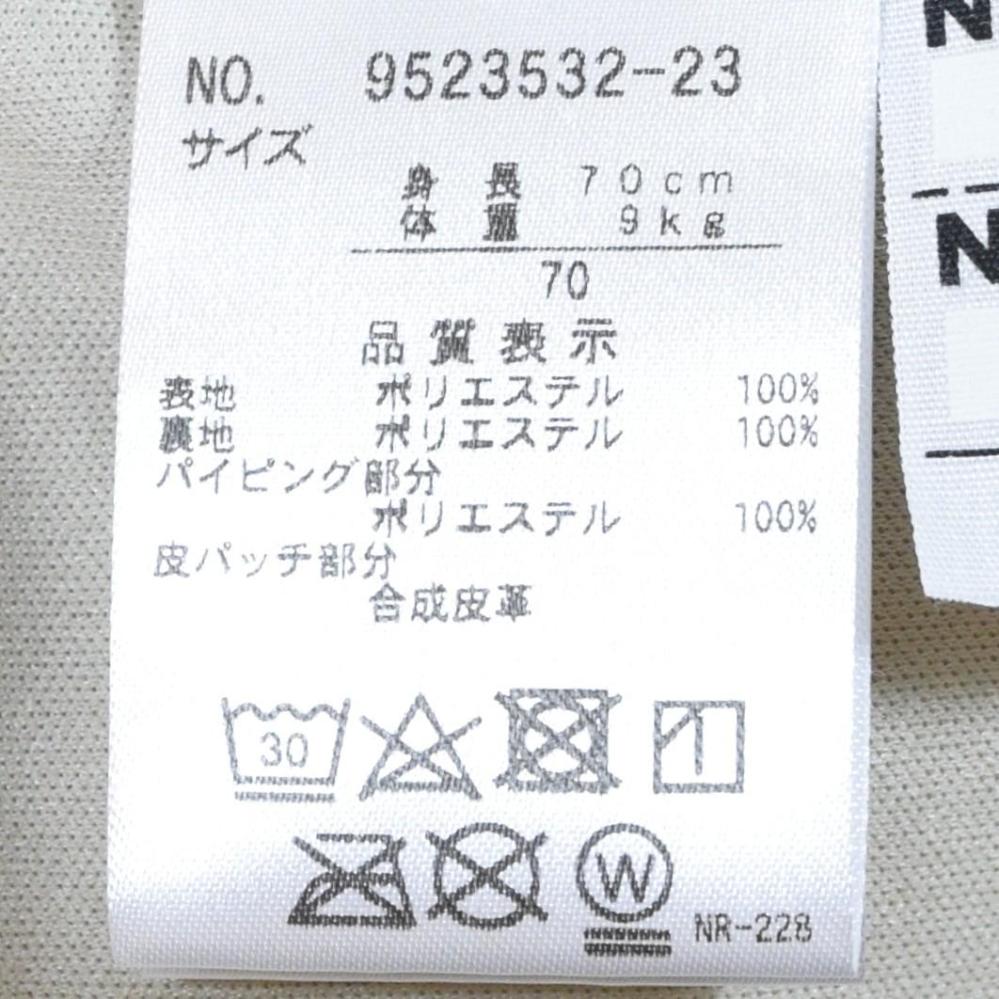 NO. 9523532-23
サイズ
身長 70cm
体重 9kg
70
品質表示
表地 ポリエステル 100%
裏地 ポリエステル 100%
パイピング部分
ポリエステル 100%
皮パッチ部分
合成皮革
30
W
NR-228
N
N